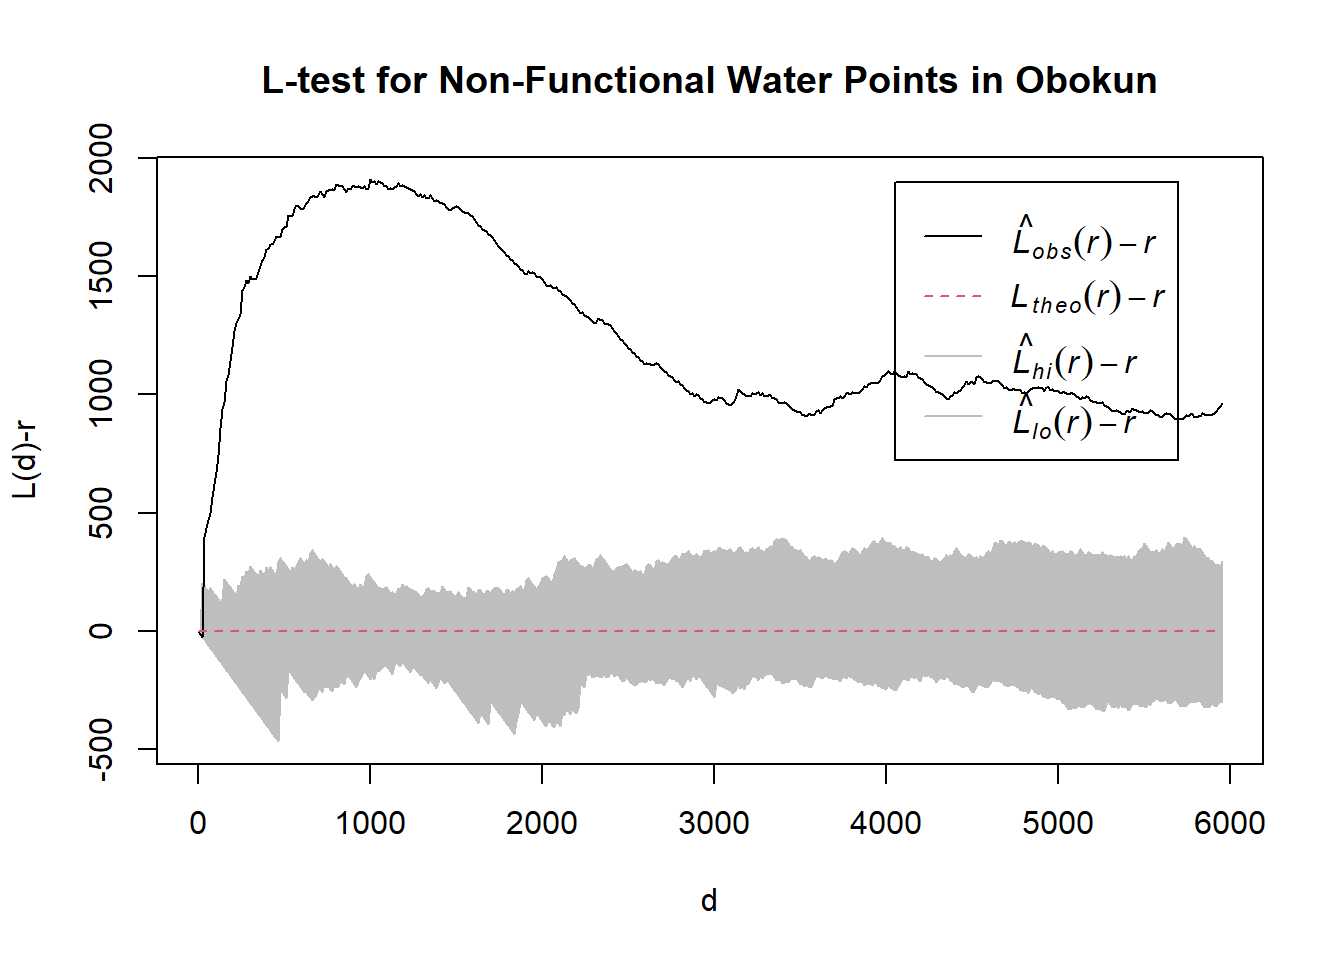 L-test for Non-Functional Water Points in Obokun
2000
1500
1000
500
0
-500
L(d)-r
L̂obs(r) – r
Ltheo(r) – r
L̂hi(r) – r
L̂lo(r) – r
0 1000 2000 3000 4000 5000 6000
d